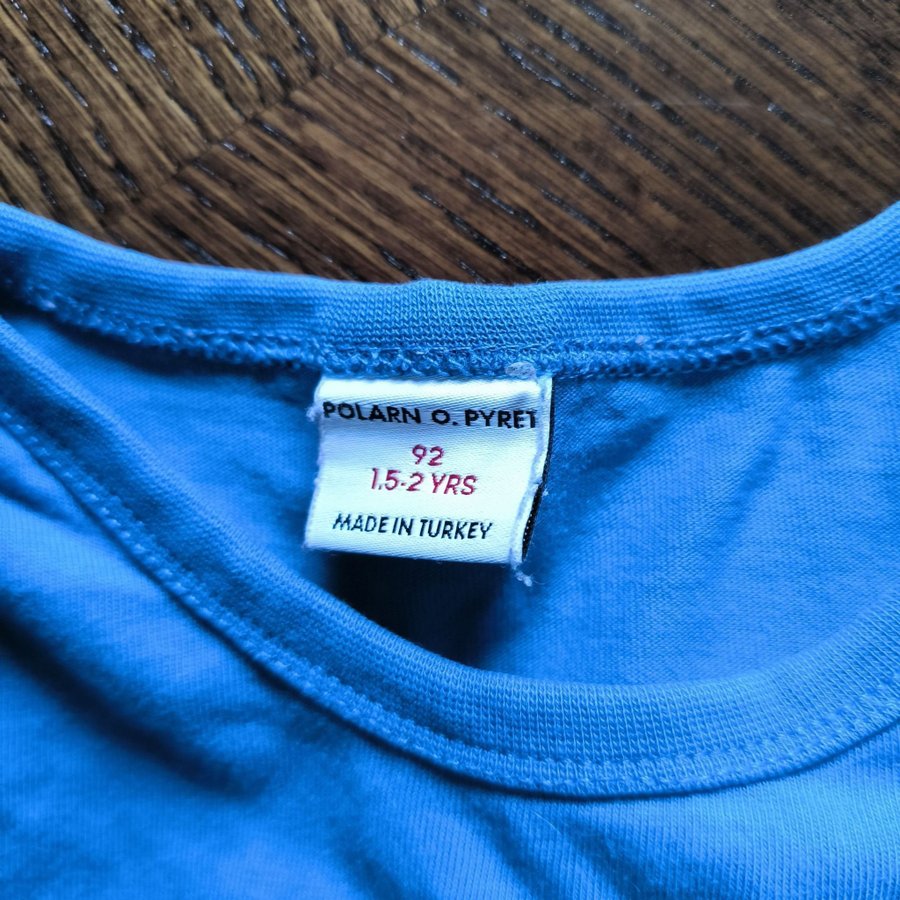 POLARN O. PYRET
92
1.5-2 YRS
MADE IN TURKEY